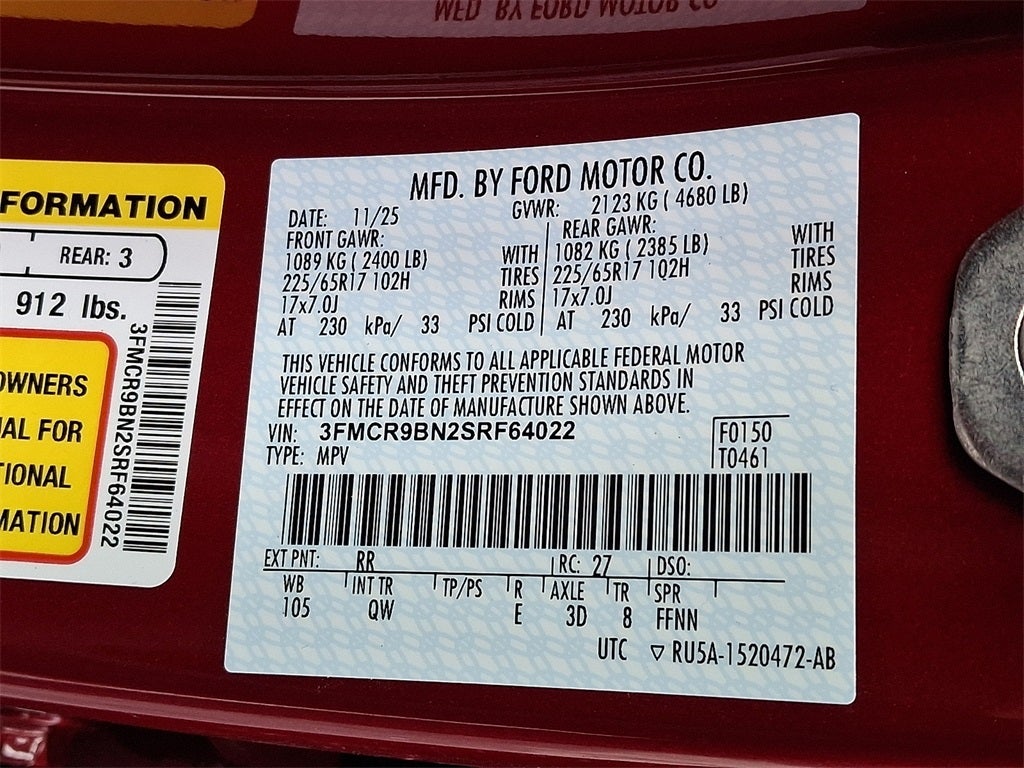 WED. BY FORD MOTOR CO
FORMATION
REAR: 3
912 lbs.
OWNERS
AL FOR
TIONAL
MATION
3FMCR9BN2SRF64022
MFD. BY FORD MOTOR CO.
DATE: 11/25 GVWR: 2123 KG ( 4680 LB)
FRONT GAWR: REAR GAWR:
1089 KG ( 2400 LB) WITH 1082 KG ( 2385 LB) WITH
225/65R17 102H TIRES 225/65R17 102H TIRES
17x7.0J RIMS 17x7.0J RIMS
AT 230 kPa/ 33 PSI COLD AT 230 kPa/ 33 PSI COLD
THIS VEHICLE CONFORMS TO ALL APPLICABLE FEDERAL MOTOR
VEHICLE SAFETY AND THEFT PREVENTION STANDARDS IN
EFFECT ON THE DATE OF MANUFACTURE SHOWN ABOVE.
VIN: 3FMCR9BN2SRF64022 F0150
TYPE: MPV T0461
EXT PNT: RR RC: 27 DSO:
WB INT TR TP/PS R AXLE TR SPR
105 QW E 3D 8 FFNN
UTC ▽ RU5A-1520472-AB